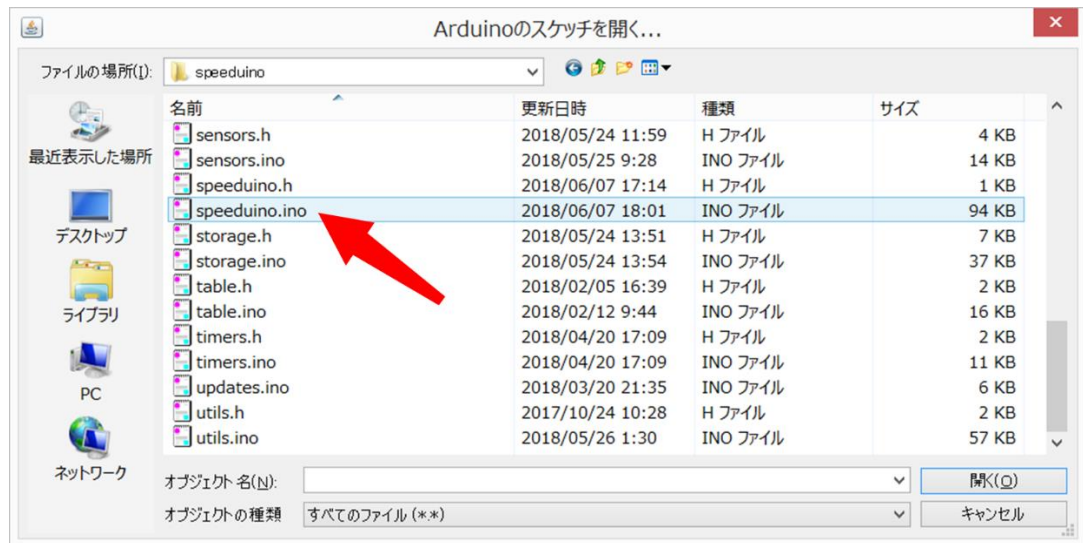 Arduinoのスケッチを開く...
ファイルの場所(I): speeduino
名前 更新日時 種類 サイズ
sensors.h 2018/05/24 11:59 H ファイル 4 KB
sensors.ino 2018/05/25 9:28 INO ファイル 14 KB
speeduino.h 2018/06/07 17:14 H ファイル 1 KB
speeduino.ino 2018/06/07 18:01 INO ファイル 94 KB
storage.h 2018/05/24 13:51 H ファイル 7 KB
storage.ino 2018/05/24 13:54 INO ファイル 37 KB
table.h 2018/02/05 16:39 H ファイル 2 KB
table.ino 2018/02/12 9:44 INO ファイル 16 KB
timers.h 2018/04/20 17:09 H ファイル 2 KB
timers.ino 2018/04/20 17:09 INO ファイル 11 KB
updates.ino 2018/03/20 21:35 INO ファイル 6 KB
utils.h 2017/10/24 10:28 H ファイル 2 KB
utils.ino 2018/05/26 1:30 INO ファイル 57 KB
最近表示した場所
デスクトップ
ライブラリ
PC
ネットワーク
オブジェクト名(N): 開く(O)
オブジェクトの種類 すべてのファイル (*.*) キャンセル